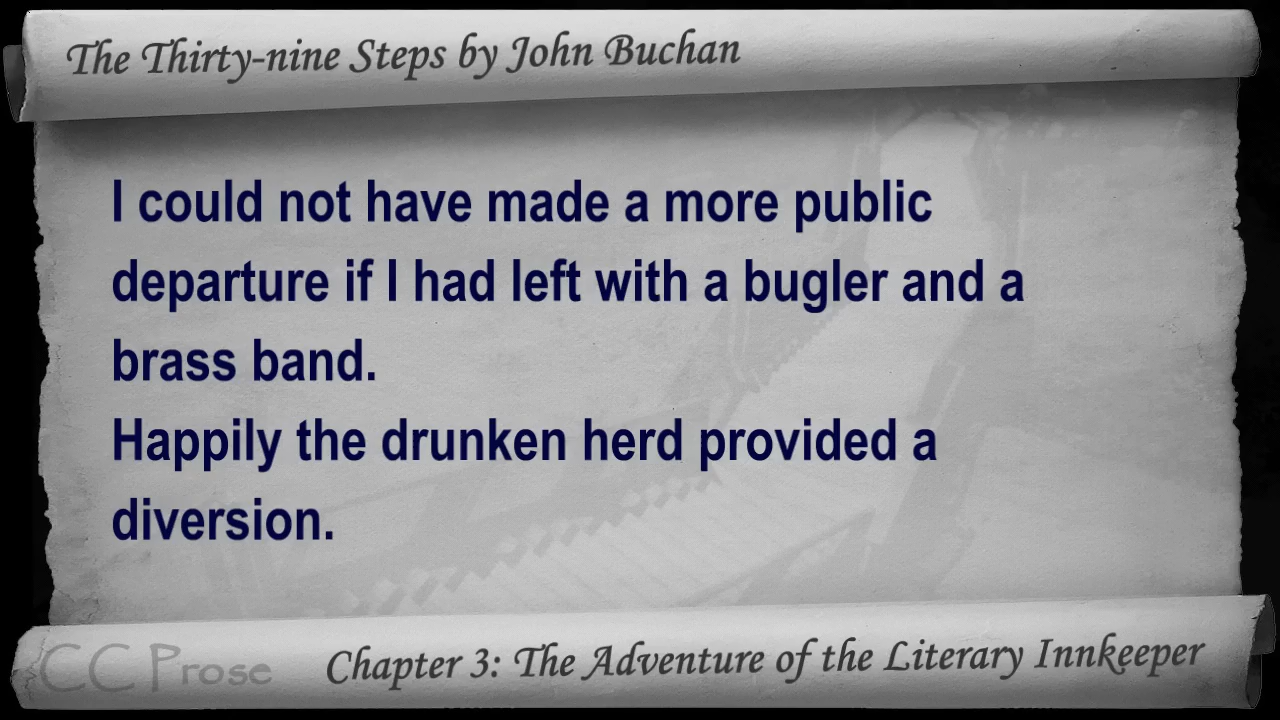 The Thirty-nine Steps by John Buchan
I could not have made a more public
departure if I had left with a bugler and a
brass band.
Happily the drunken herd provided a
diversion.
CC Prose
Chapter 3: The Adventure of the Literary Innkeeper